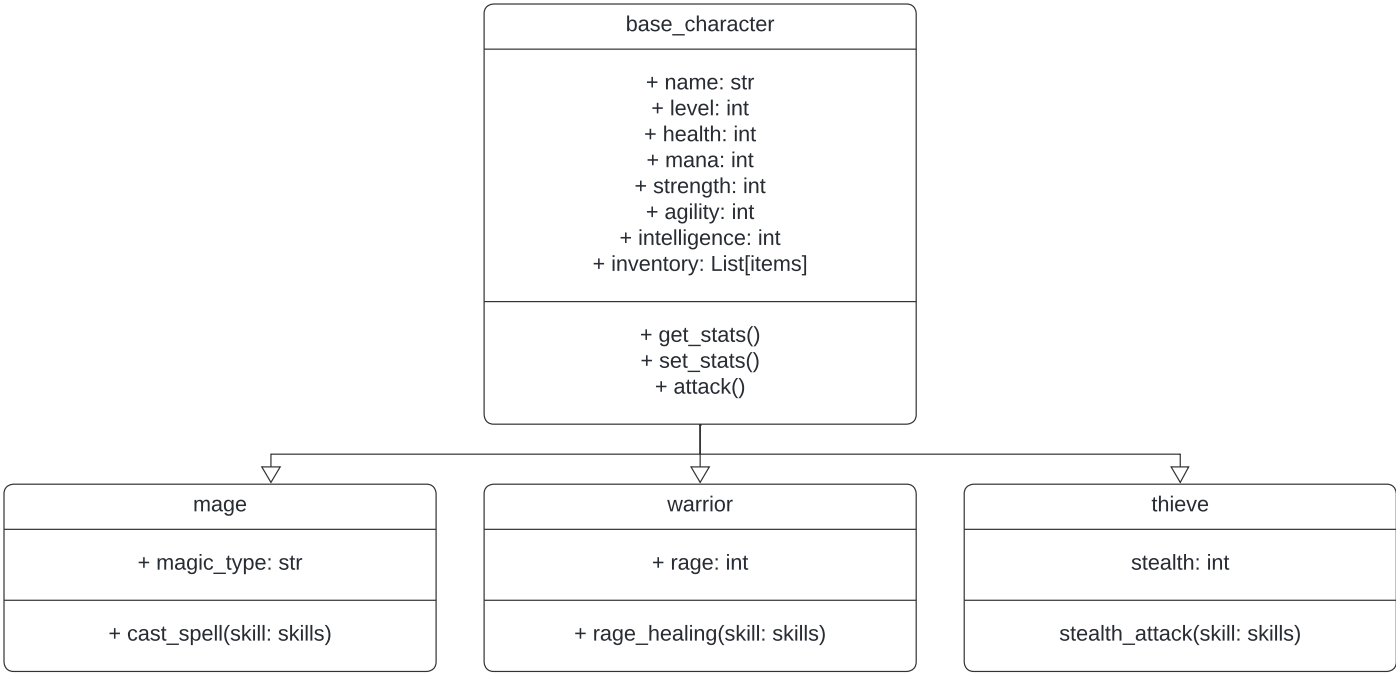 base_character
+ name: str
+ level: int
+ health: int
+ mana: int
+ strength: int
+ agility: int
+ intelligence: int
+ inventory: List[items]
+ get_stats()
+ set_stats()
+ attack()
mage
+ magic_type: str
+ cast_spell(skill: skills)
warrior
+ rage: int
+ rage_healing(skill: skills)
thieve
stealth: int
stealth_attack(skill: skills)